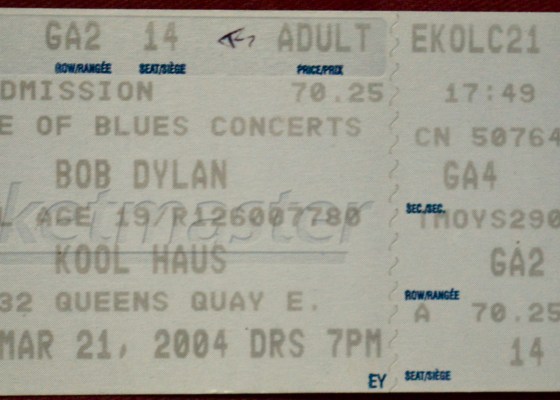 GA2 14 ADULT
ROW/RANGÉE SEAT/SIÈGE PRICE/PRIX
DMISSION 70.25
E OF BLUES CONCERTS
BOB DYLAN
L AGE 19 R126007780
ketmaster
KOOL HAUS
32 QUEENS QUAY E.
MAR 21, 2004 DRS 7PM
EY
EKOLC21
17:49
CN 50764
GA4
SEC./SEC.
TMOYS290
GA2
ROW/RANGÉE
A 70.25
14
SEAT/SIÈGE